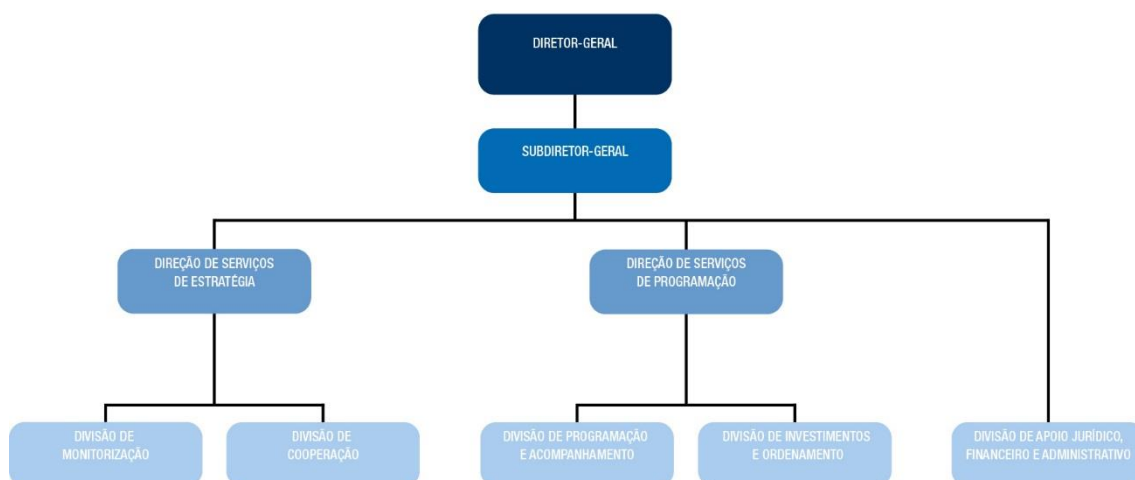 DIRETOR-GERAL
SUBDIRETOR-GERAL
DIREÇÃO DE SERVIÇOS
DE ESTRATÉGIA
DIREÇÃO DE SERVIÇOS
DE PROGRAMAÇÃO
DIVISÃO DE
MONITORIZAÇÃO
DIVISÃO DE
COOPERAÇÃO
DIVISÃO DE PROGRAMAÇÃO
E ACOMPANHAMENTO
DIVISÃO DE INVESTIMENTOS
E ORDENAMENTO
DIVISÃO DE APOIO JURÍDICO,
FINANCEIRO E ADMINISTRATIVO